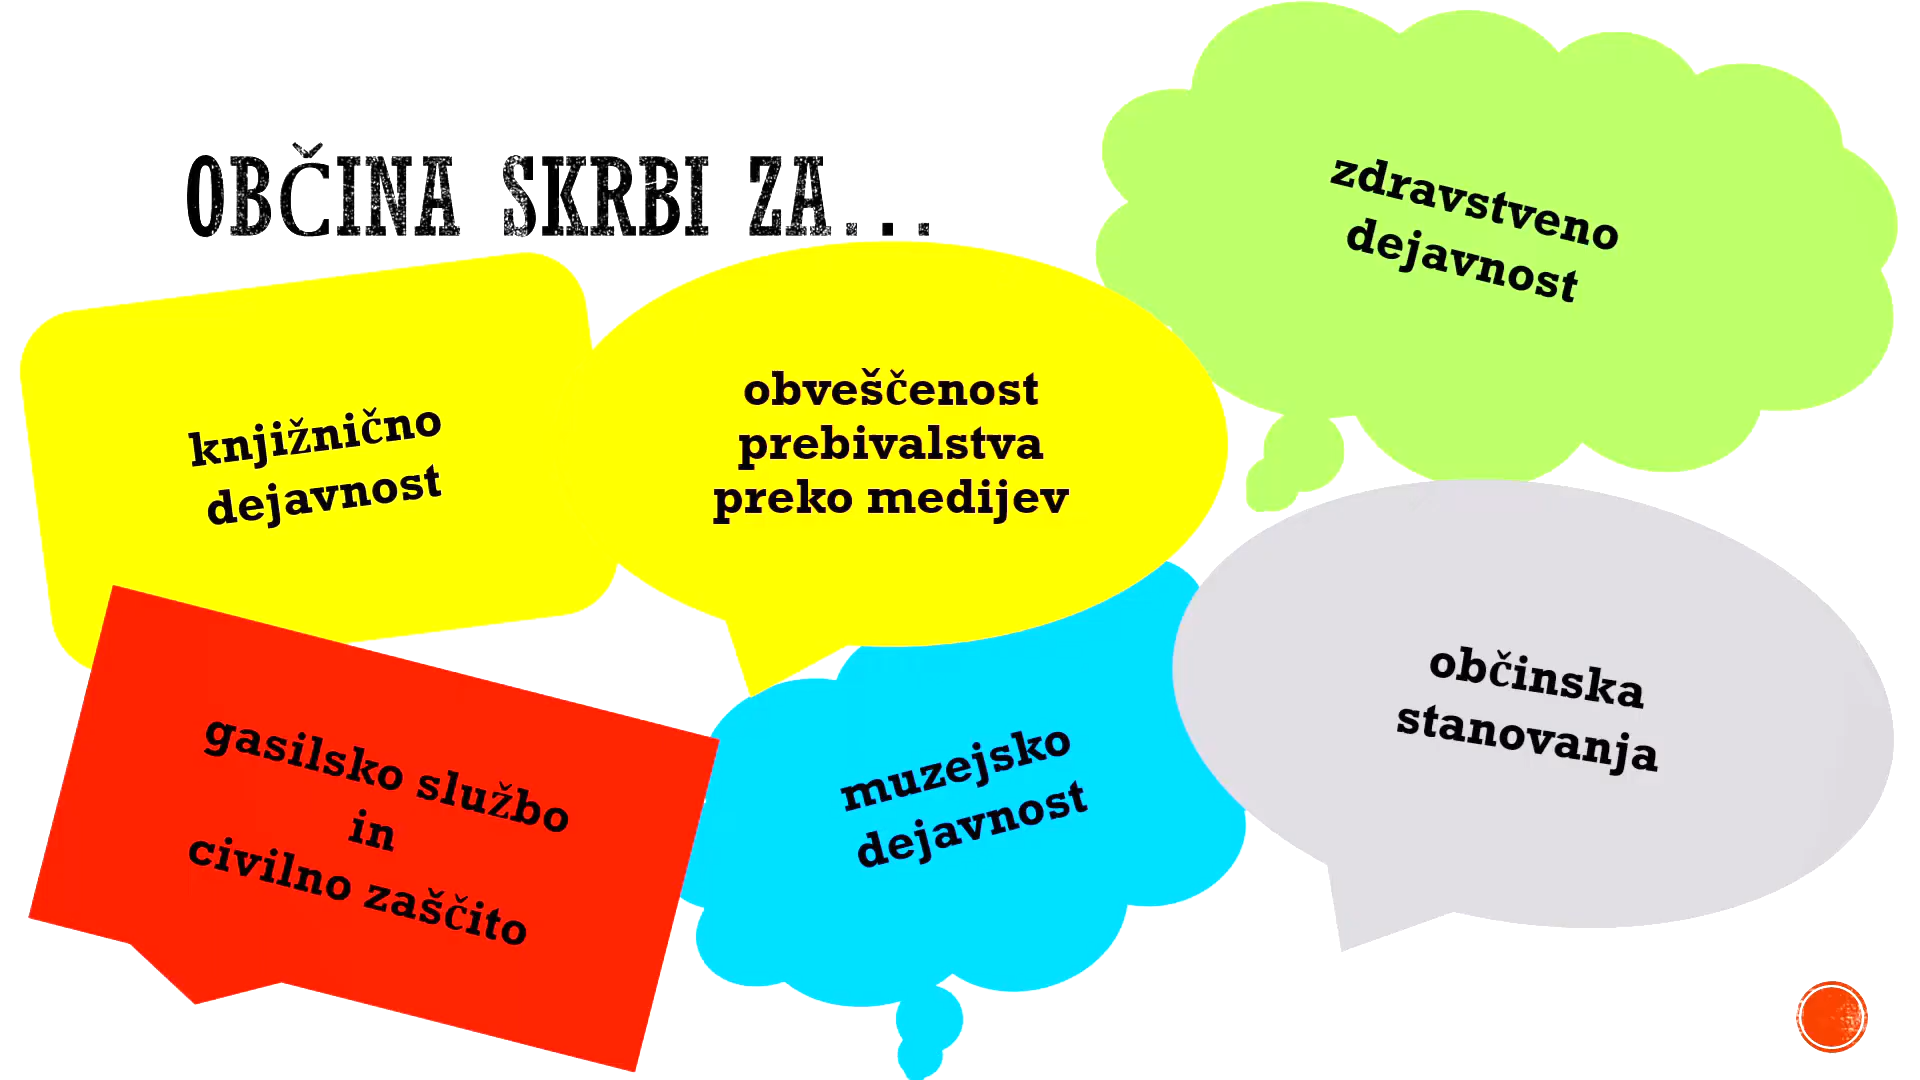 OBČINA SKRBI ZA...
zdravstveno
dejavnost
knjižnično
dejavnost
obveščenost
prebivalstva
preko medijev
gasilsko službo
in
civilno zaščito
muzejsko
dejavnost
občinska
stanovanja